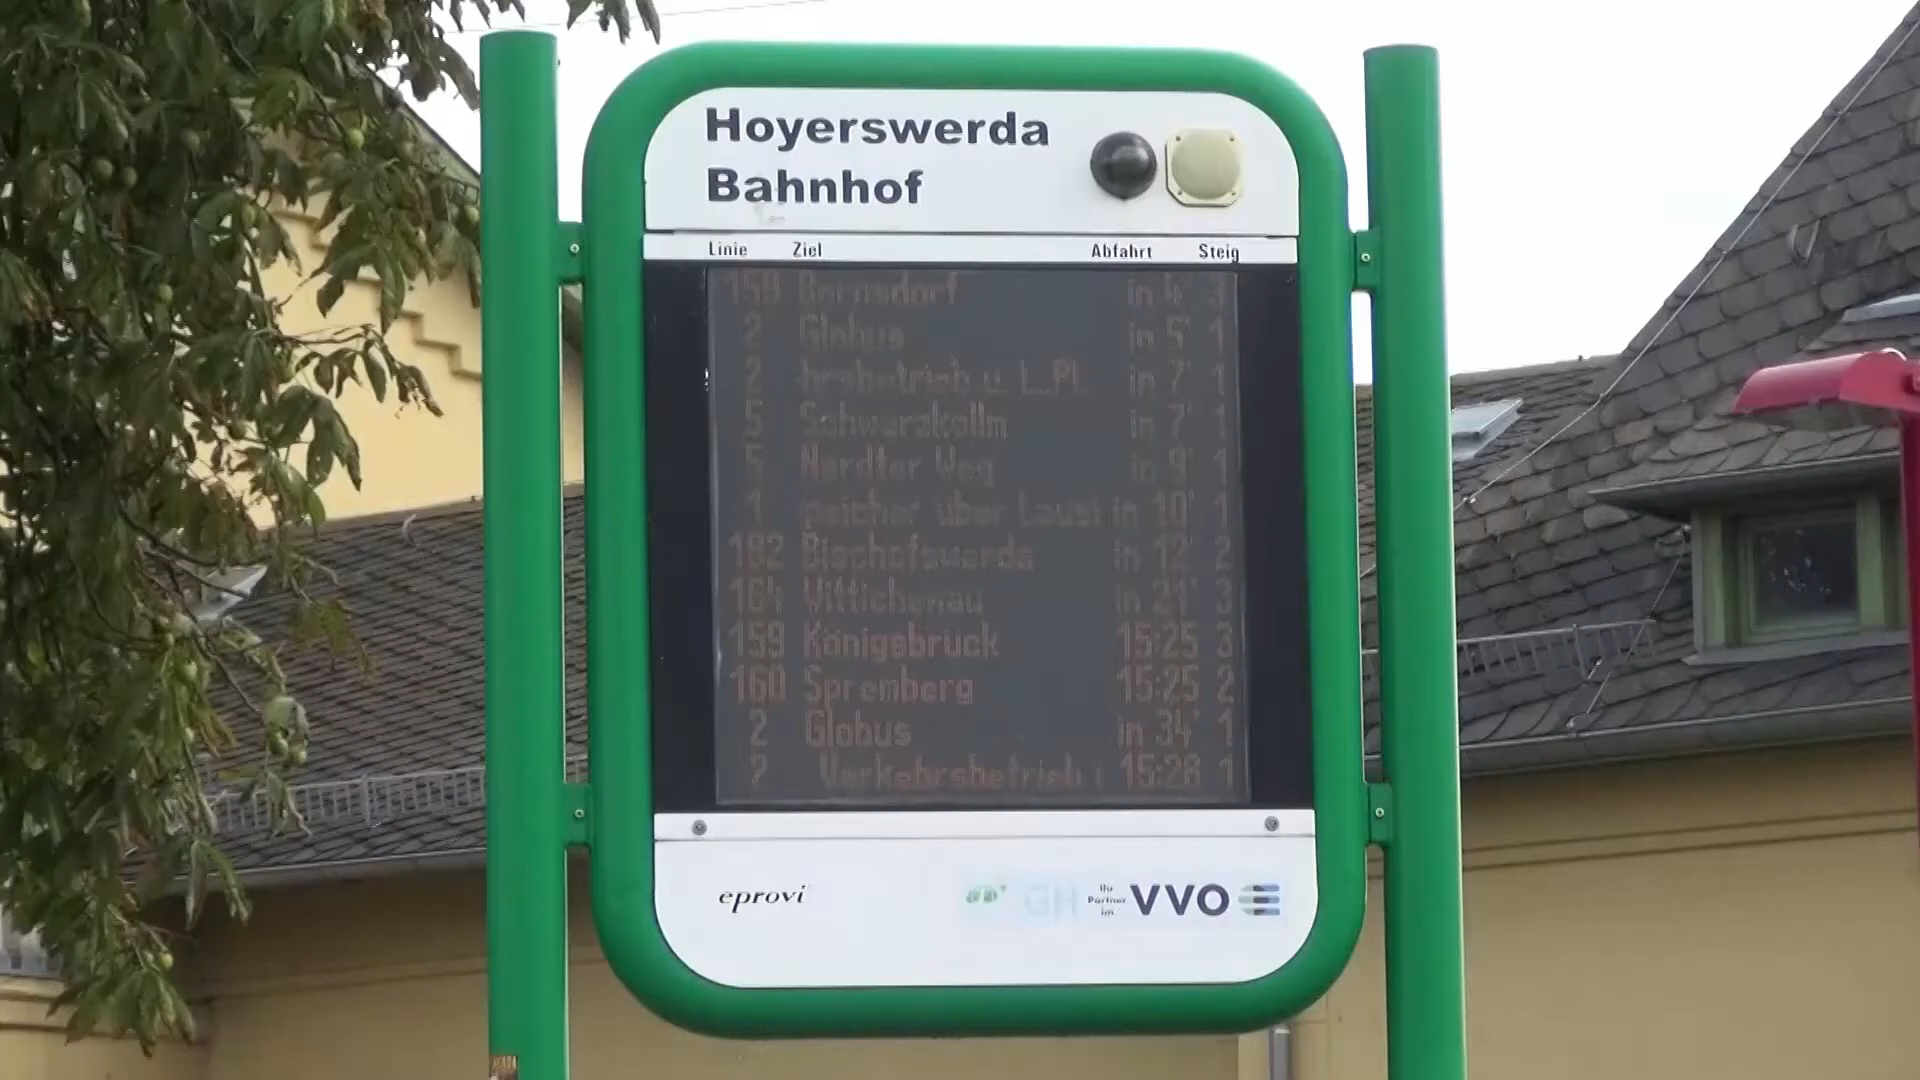 Hoyerswerda
Bahnhof
Linie Ziel Abfahrt Steig
159 Bernsdorf in 4' 3
2 Globus in 5' 1
2 hrsbetrieb u L.Pl in 7' 1
5 Schwarzkollm in 7' 1
5 Nardter Weg in 9' 1
1 peicher über Lausi in 10' 1
182 Bischofswerda in 12' 2
164 Wittichenau in 21' 3
159 Königsbrück 15:25 3
160 Spremberg 15:25 2
2 Globus in 34' 1
2 Verkehrsbetrieb 15:28 1
eprovi
Ihr Partner im VVO